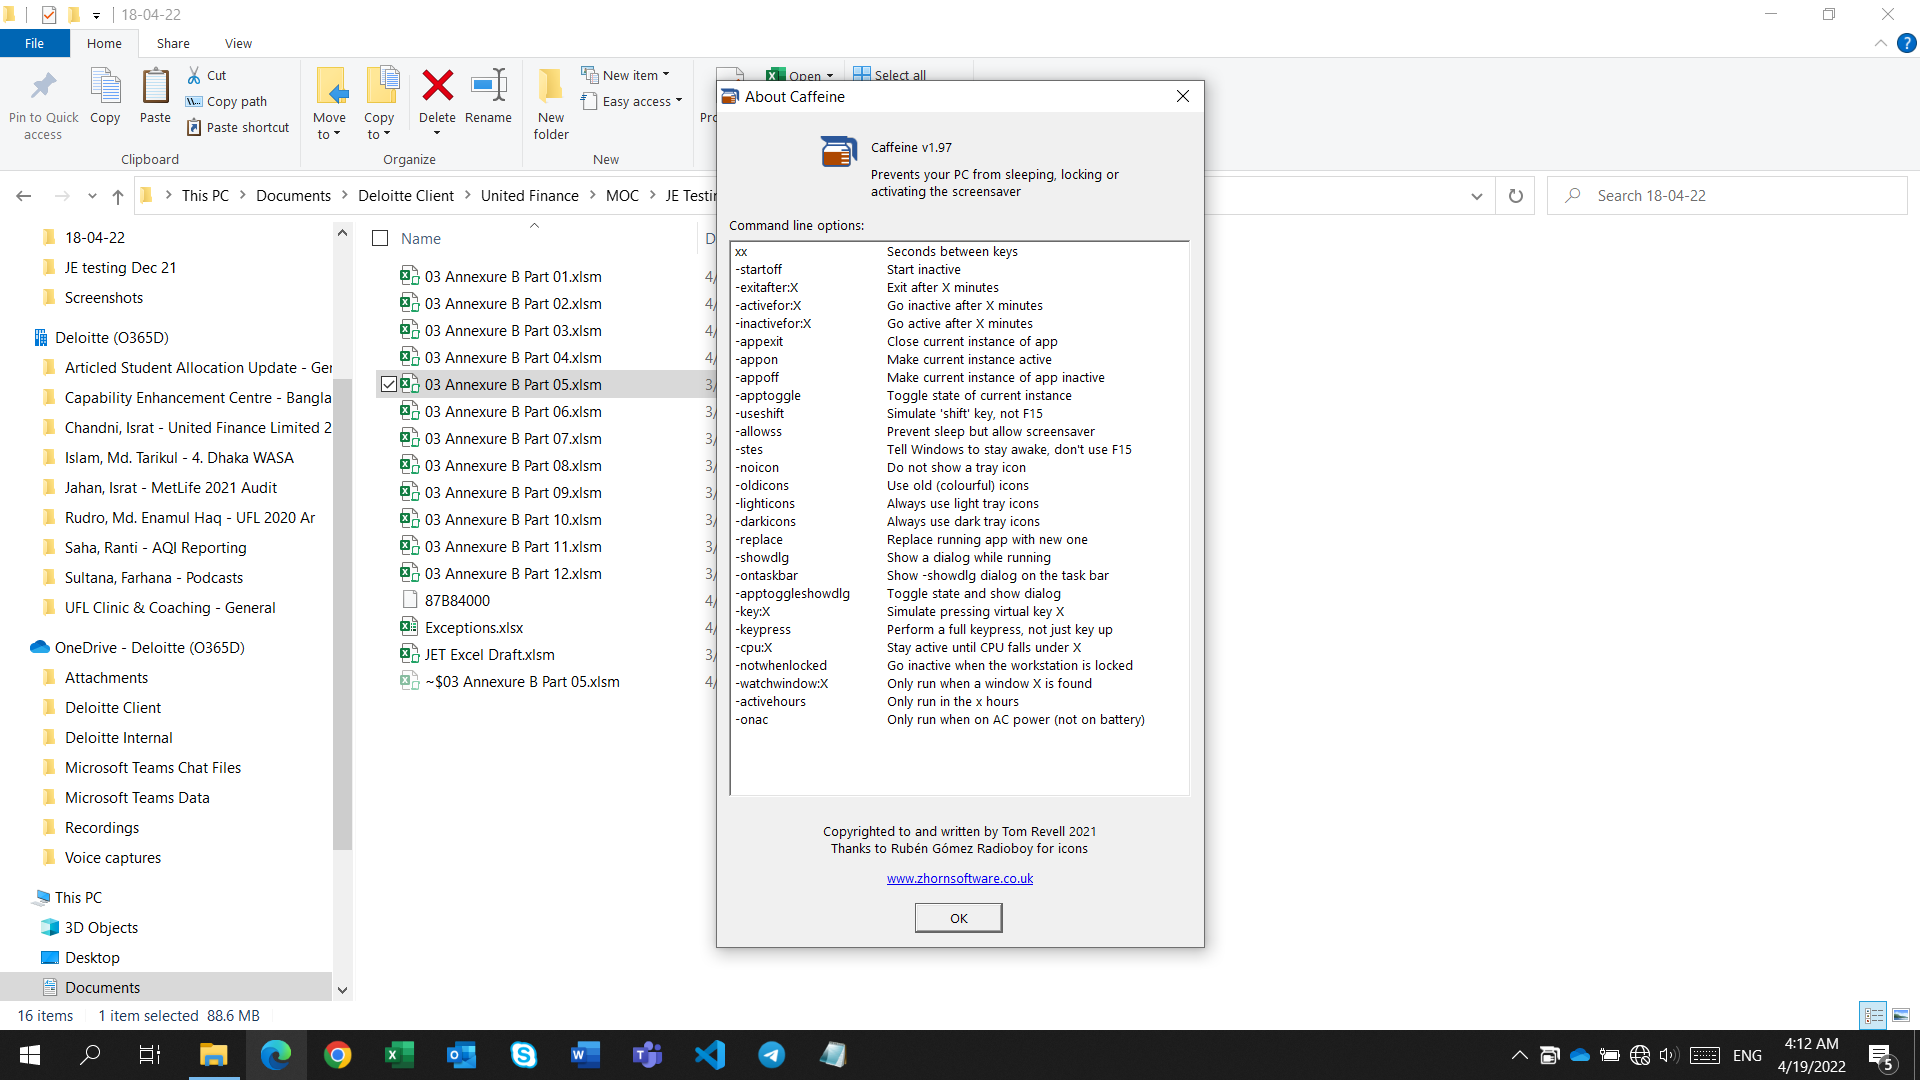 18-04-22
File Home Share View
Pin to Quick access
Copy
Paste
Cut
Copy path
Paste shortcut
Clipboard
Move to
Copy to
Delete
Rename
Organize
New folder
New item
Easy access
New
Open
Select all
This PC > Documents > Deloitte Client > United Finance > MOC >
Search 18-04-22
18-04-22
JE testing Dec 21
Screenshots
Deloitte (O365D)
Articled Student Allocation Update - Ger
Capability Enhancement Centre - Bangla
Chandni, Israt - United Finance Limited 2
Islam, Md. Tarikul - 4. Dhaka WASA
Jahan, Israt - MetLife 2021 Audit
Rudro, Md. Enamul Haq - UFL 2020 Ar
Saha, Ranti - AQI Reporting
Sultana, Farhana - Podcasts
UFL Clinic & Coaching - General
OneDrive - Deloitte (O365D)
Attachments
Deloitte Client
Deloitte Internal
Microsoft Teams Chat Files
Microsoft Teams Data
Recordings
Voice captures
This PC
3D Objects
Desktop
Documents
Name
03 Annexure B Part 01.xlsm 4/
03 Annexure B Part 02.xlsm 4/
03 Annexure B Part 03.xlsm 4/
03 Annexure B Part 04.xlsm 4/
03 Annexure B Part 05.xlsm 3/
03 Annexure B Part 06.xlsm 3/
03 Annexure B Part 07.xlsm 3/
03 Annexure B Part 08.xlsm 3/
03 Annexure B Part 09.xlsm 3/
03 Annexure B Part 10.xlsm 3/
03 Annexure B Part 11.xlsm 3/
03 Annexure B Part 12.xlsm 3/
87B84000 4/
Exceptions.xlsx 4/
JET Excel Draft.xlsm 3/
~$03 Annexure B Part 05.xlsm 4/
About Caffeine
Caffeine v1.97
Prevents your PC from sleeping, locking or
activating the screensaver
Command line options:
xx Seconds between keys
-startoff Start inactive
-exitafter:X Exit after X minutes
-activefor:X Go inactive after X minutes
-inactivefor:X Go active after X minutes
-appexit Close current instance of app
-appon Make current instance active
-appoff Make current instance of app inactive
-apptoggle Toggle state of current instance
-useshift Simulate 'shift' key, not F15
-allowss Prevent sleep but allow screensaver
-stes Tell Windows to stay awake, don't use F15
-noicon Do not show a tray icon
-oldicons Use old (colourful) icons
-lighticons Always use light tray icons
-darkicons Always use dark tray icons
-replace Replace running app with new one
-showdlg Show a dialog while running
-ontaskbar Show -showdlg dialog on the task bar
-apptoggleshowdlg Toggle state and show dialog
-key:X Simulate pressing virtual key X
-keypress Perform a full keypress, not just key up
-cpu:X Stay active until CPU falls under X
-notwhenlocked Go inactive when the workstation is locked
-watchwindow:X Only run when a window X is found
-activehours Only run in the x hours
-onac Only run when on AC power (not on battery)
Copyrighted to and written by Tom Revell 2021
Thanks to Rubén Gómez Radioboy for icons
www.zhornsoftware.co.uk
OK
16 items 1 item selected 88.6 MB
ENG
4:12 AM
4/19/2022
5